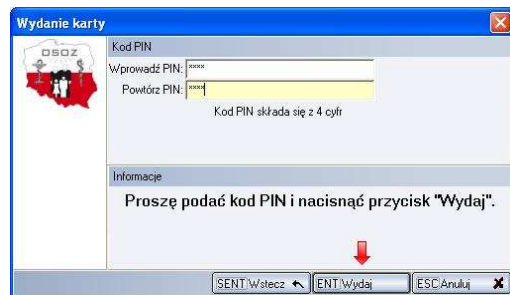 Wydanie karty
OSOZ
Kod PIN
Wprowadź PIN: ****
Powtórz PIN: ****
Kod PIN składa się z 4 cyfr
Informacje
Proszę podać kod PIN i nacisnąć przycisk "Wydaj".
SENT Wstecz ENT Wydaj ESC Anuluj